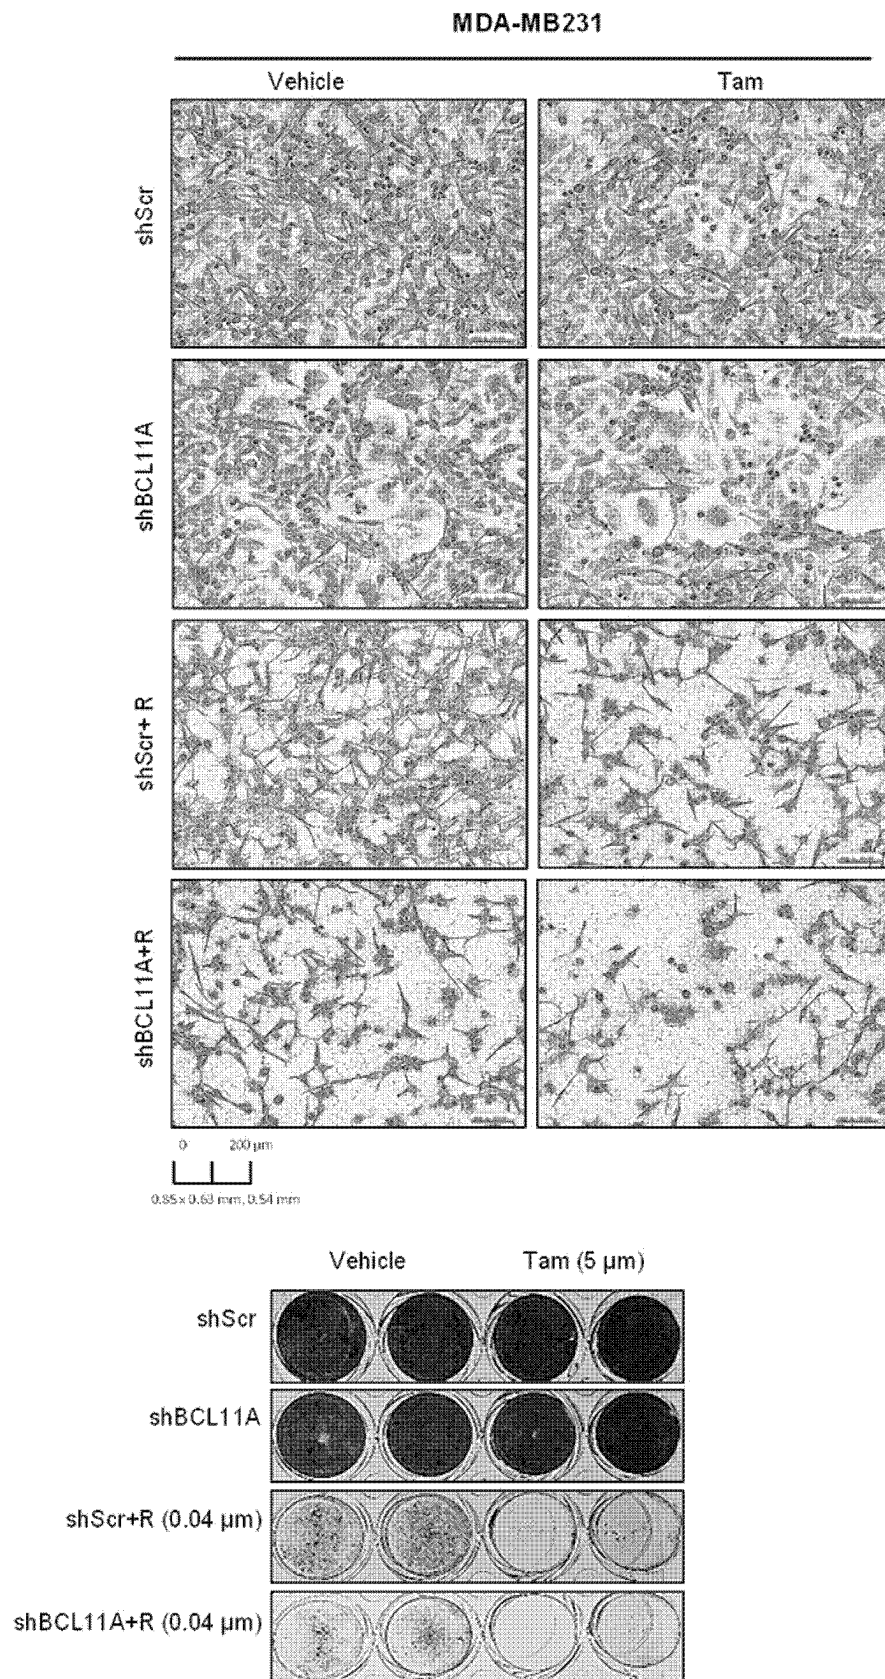 MDA-MB231
Vehicle Tam
shScr
shBCL11A
shScr+ R
shBCL11A+R
0 200 µm
0.85 x 0.63 mm, 0.54 mm
Vehicle Tam (5 µm)
shScr
shBCL11A
shScr+R (0.04 µm)
shBCL11A+R (0.04 µm)